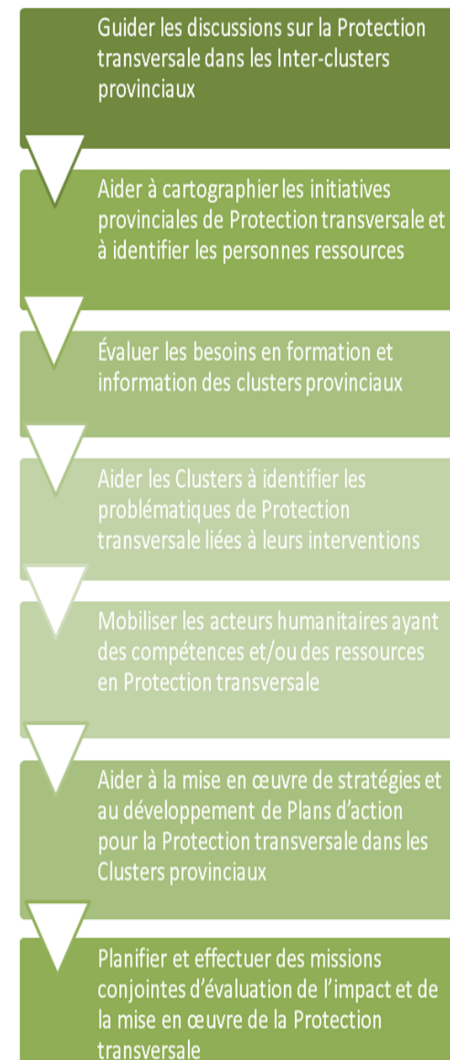 Guider les discussions sur la Protection
transversale dans les Inter-clusters
provinciaux
Aider à cartographier les initiatives
provinciales de Protection transversale et
à identifier les personnes ressources
Évaluer les besoins en formation et
information des clusters provinciaux
Aider les Clusters à identifier les
problématiques de Protection
transversale liées à leurs interventions
Mobiliser les acteurs humanitaires ayant
des compétences et/ou des ressources
en Protection transversale
Aider à la mise en œuvre de stratégies et
au développement de Plans d’action
pour la Protection transversale dans les
Clusters provinciaux
Planifier et effectuer des missions
conjointes d’évaluation de l’impact et de
la mise en œuvre de la Protection
transversale